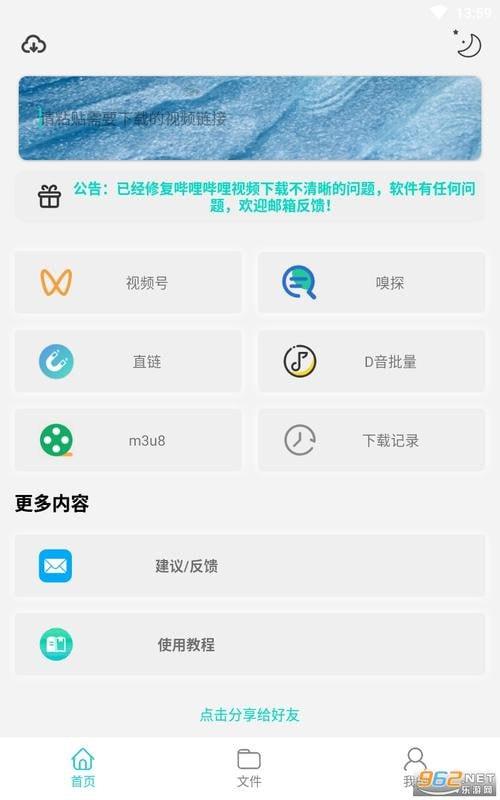 13:59
请粘贴需要下载的视频链接
公告：已经修复哔哩哔哩视频下载不清晰的问题，软件有任何问
题，欢迎邮箱反馈！
视频号
嗅探
直链
D音批量
m3u8
下载记录
更多内容
建议/反馈
使用教程
点击分享给好友
首页
文件
我
962.NET
乐游网